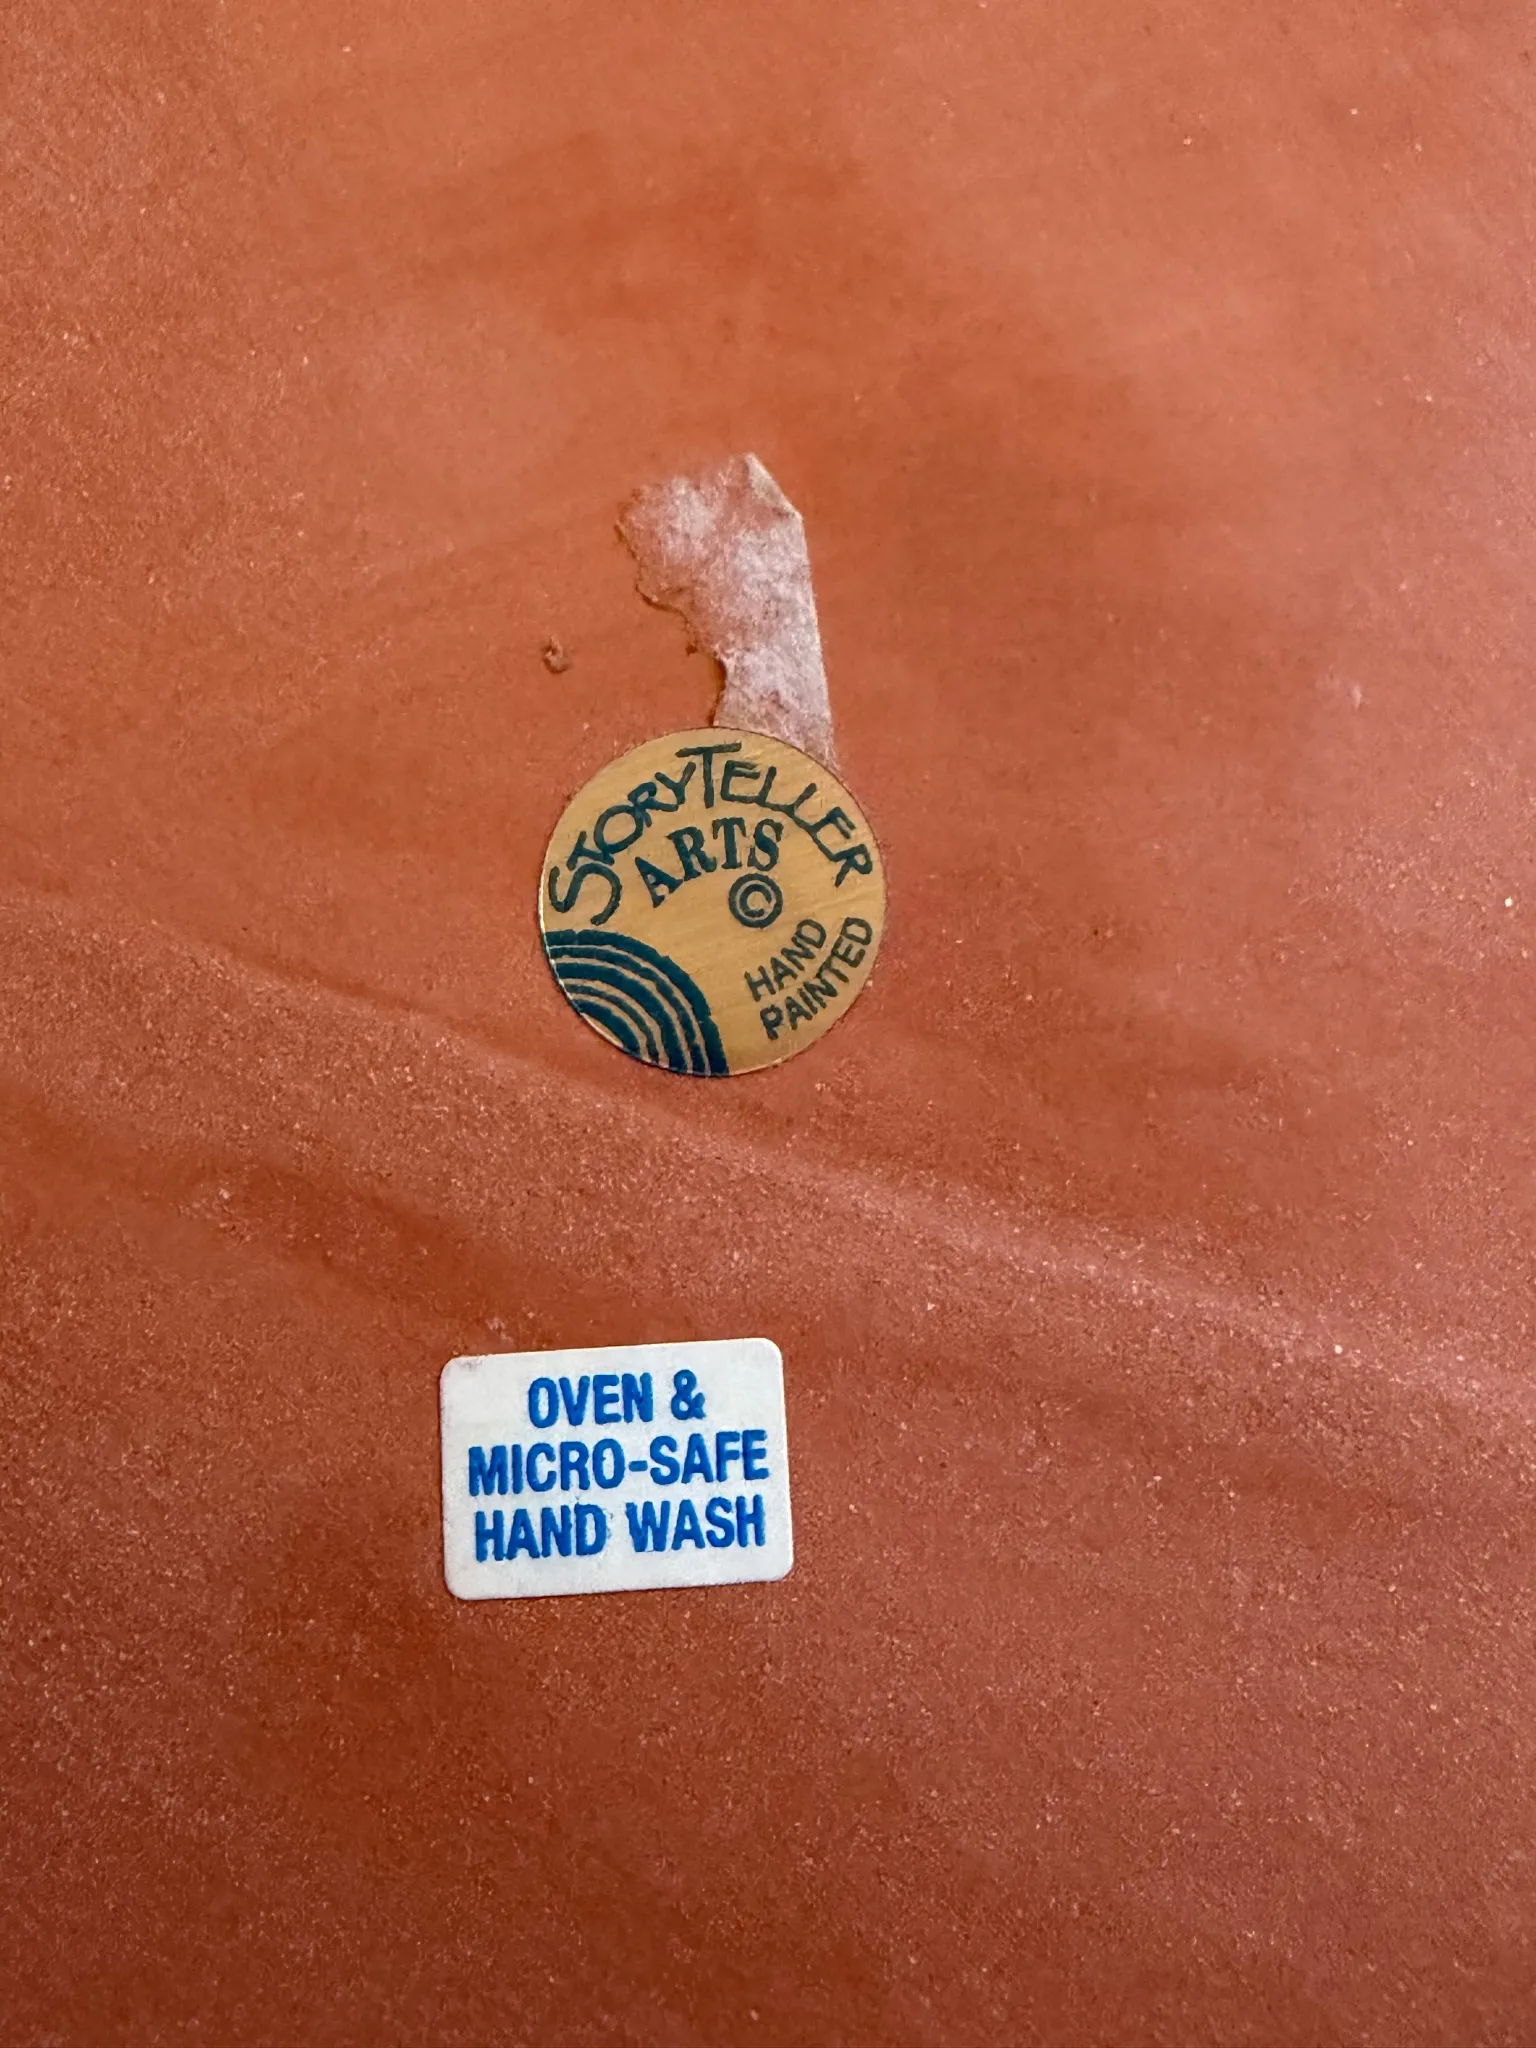 STORYTELLER
ARTS
©
HAND
PAINTED
OVEN &
MICRO-SAFE
HAND WASH